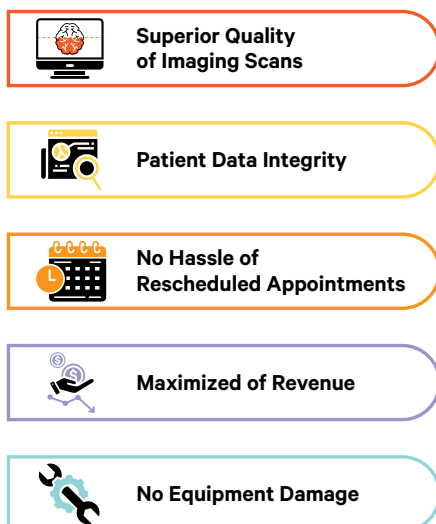 Superior Quality
of Imaging Scans
Patient Data Integrity
No Hassle of
Rescheduled Appointments
Maximized of Revenue
No Equipment Damage